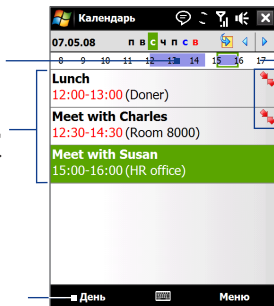 Календарь
07.05.08 п в с ч п с в
8 9 10 11 12 13 14 15 16 17
Lunch
12:00-13:00 (Doner)
Meet with Charles
12:30-14:30 (Room 8000)
Meet with Susan
15:00-16:00 (HR office)
День Меню